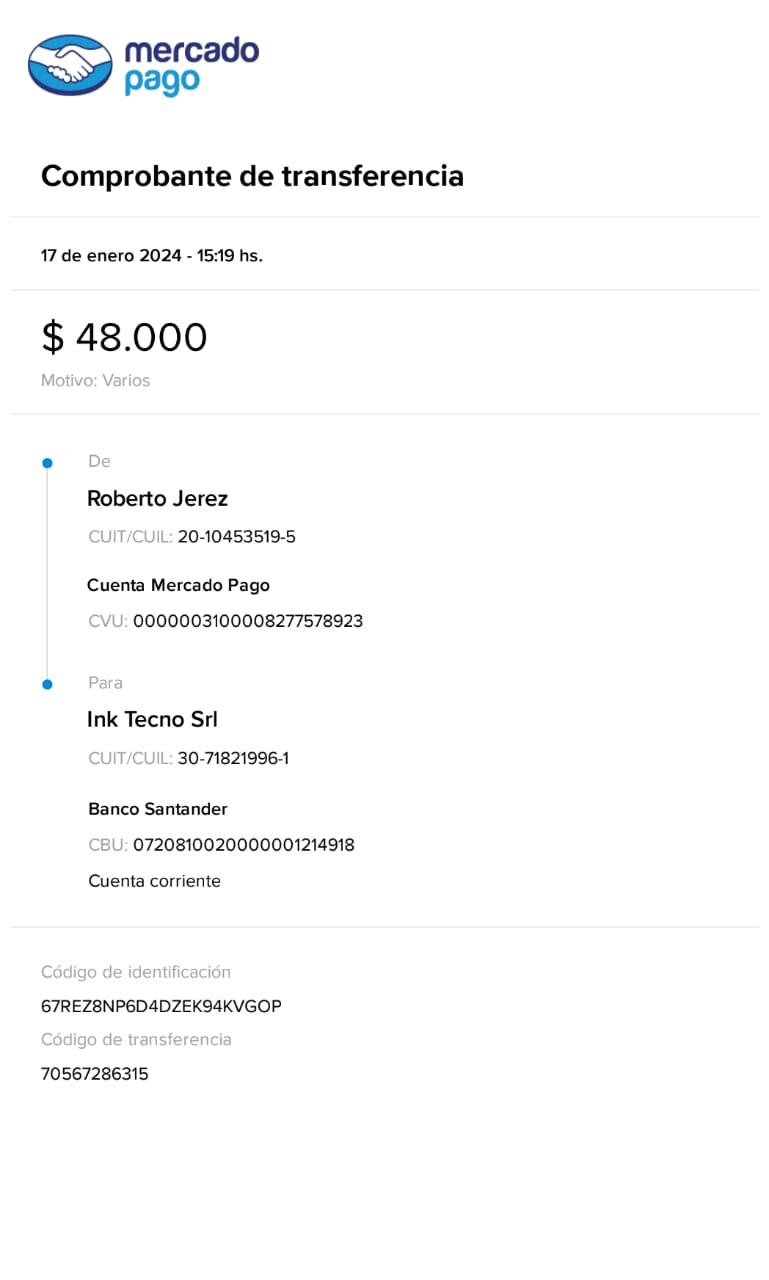 mercado
pago
Comprobante de transferencia
17 de enero 2024 - 15:19 hs.
$ 48.000
Motivo: Varios
De
Roberto Jerez
CUIT/CUIL: 20-10453519-5
Cuenta Mercado Pago
CVU: 0000003100008277578923
Para
Ink Tecno Srl
CUIT/CUIL: 30-71821996-1
Banco Santander
CBU: 0720810020000001214918
Cuenta corriente
Código de identificación
67REZ8NP6D4DZEK94KVGOP
Código de transferencia
70567286315